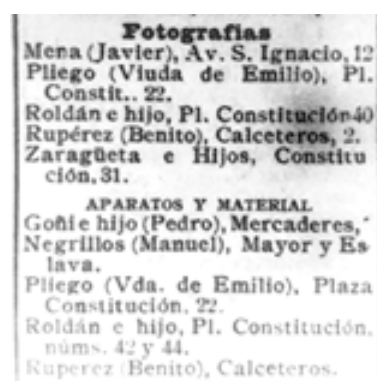 Fotografias
Mena (Javier), Av. S. Ignacio, 12
Pliego (Viuda de Emilio), Pl.
Constit.. 22.
Roldán e hijo, Pl. Constitución 40
Rupérez (Benito), Calceteros, 2.
Zaragüeta e Hijos, Constitu
ción, 31.
APARATOS Y MATERIAL
Goñi e hijo (Pedro), Mercaderes,
Negrillos (Manuel), Mayor y Es
lava.
Pliego (Vda. de Emilio), Plaza
Constitución, 22.
Roldán e hijo, Pl. Constitución,
núms. 42 y 44.
Ruperez (Benito), Calceteros.